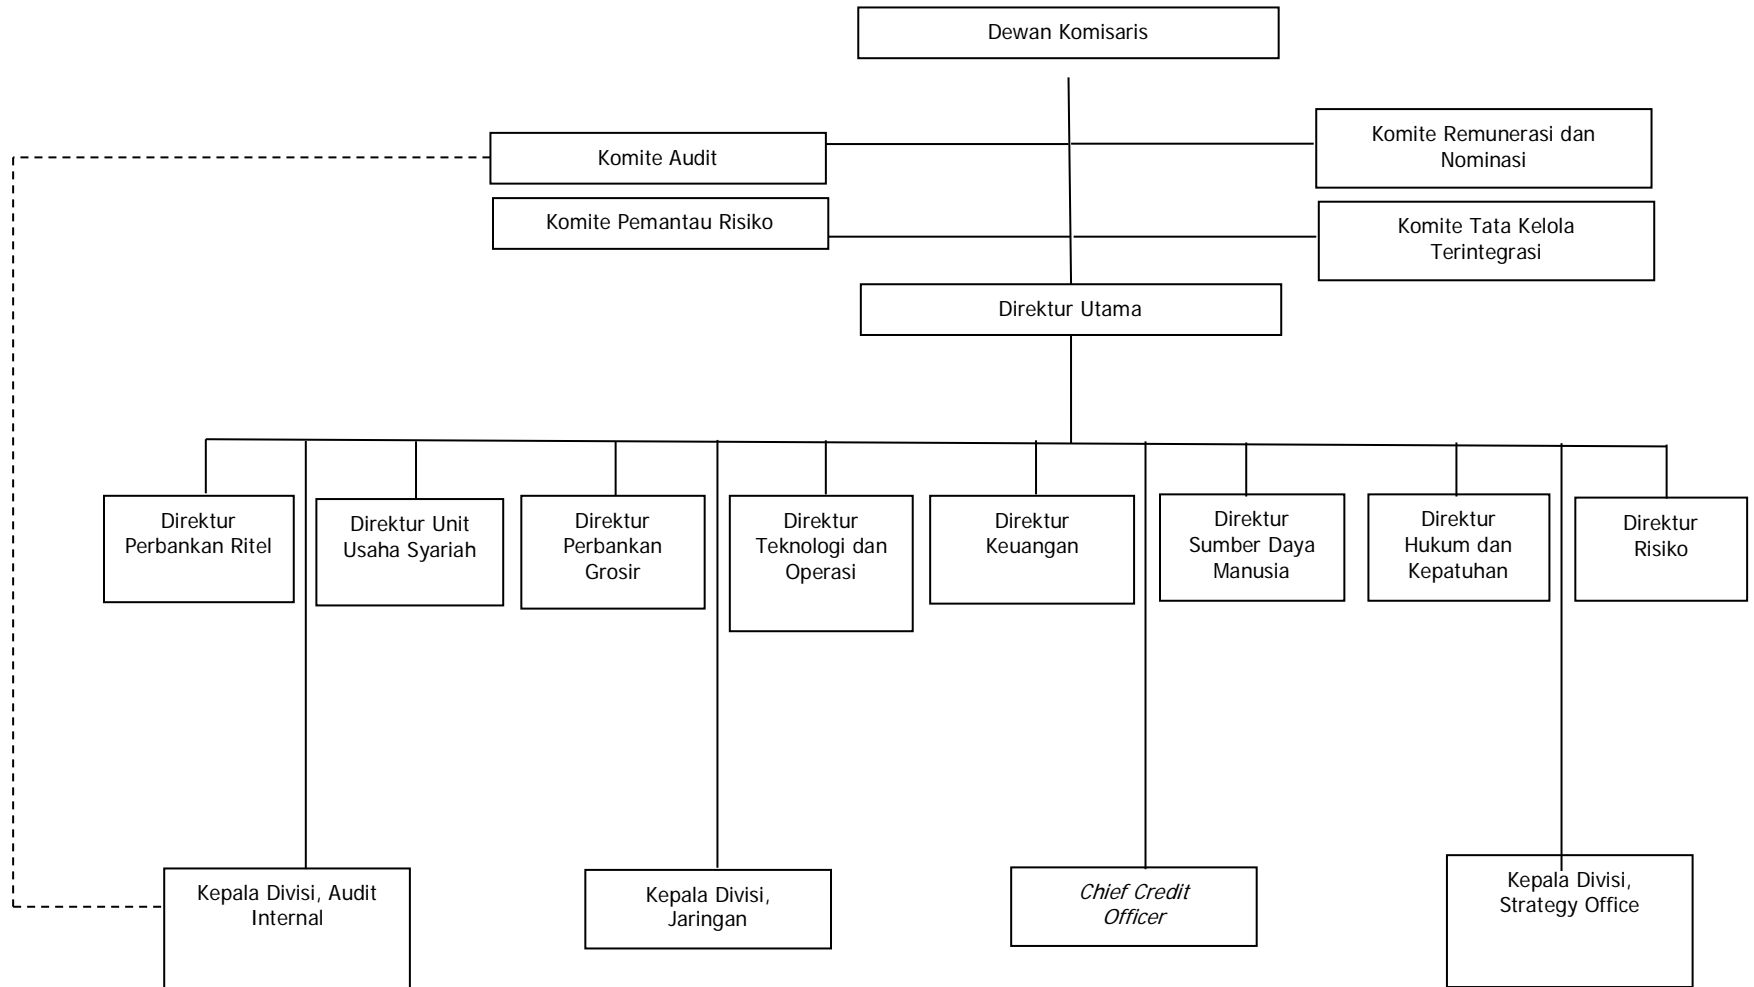 Dewan Komisaris
Komite Audit
Komite Remunerasi dan
Nominasi
Komite Pemantau Risiko
Komite Tata Kelola
Terintegrasi
Direktur Utama
Direktur
Perbankan Ritel
Direktur Unit
Usaha Syariah
Direktur
Perbankan
Grosir
Direktur
Teknologi dan
Operasi
Direktur
Keuangan
Direktur
Sumber Daya
Manusia
Direktur
Hukum dan
Kepatuhan
Direktur
Risiko
Kepala Divisi, Audit
Internal
Kepala Divisi,
Jaringan
Chief Credit
Officer
Kepala Divisi,
Strategy Office